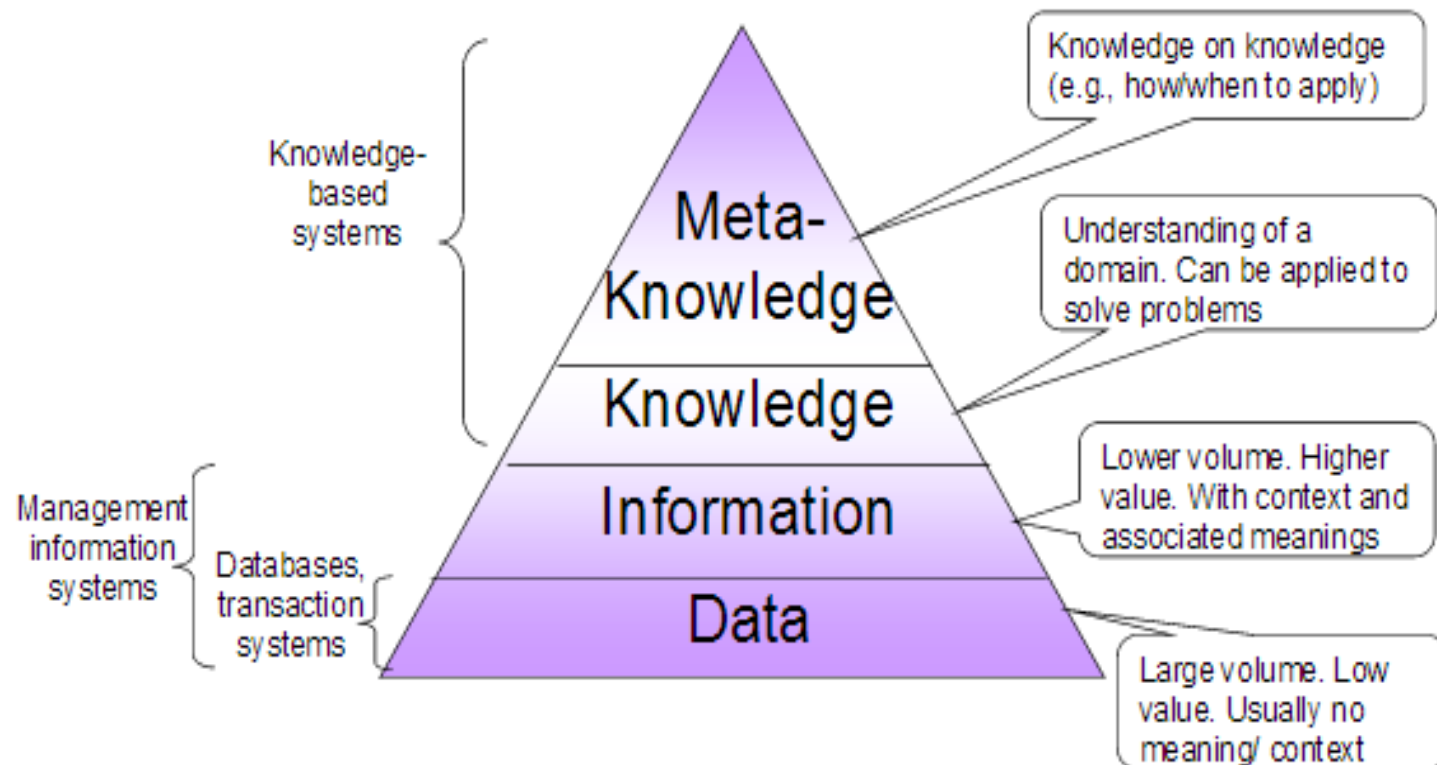 Knowledge on knowledge
(e.g., how/when to apply)
Knowledge-
based
systems
Meta-
Knowledge
Understanding of a
domain. Can be applied to
solve problems
Knowledge
Lower volume. Higher
value. With context and
associated meanings
Management
information
systems
Information
Databases,
transaction
systems
Data
Large volume. Low
value. Usually no
meaning/ context